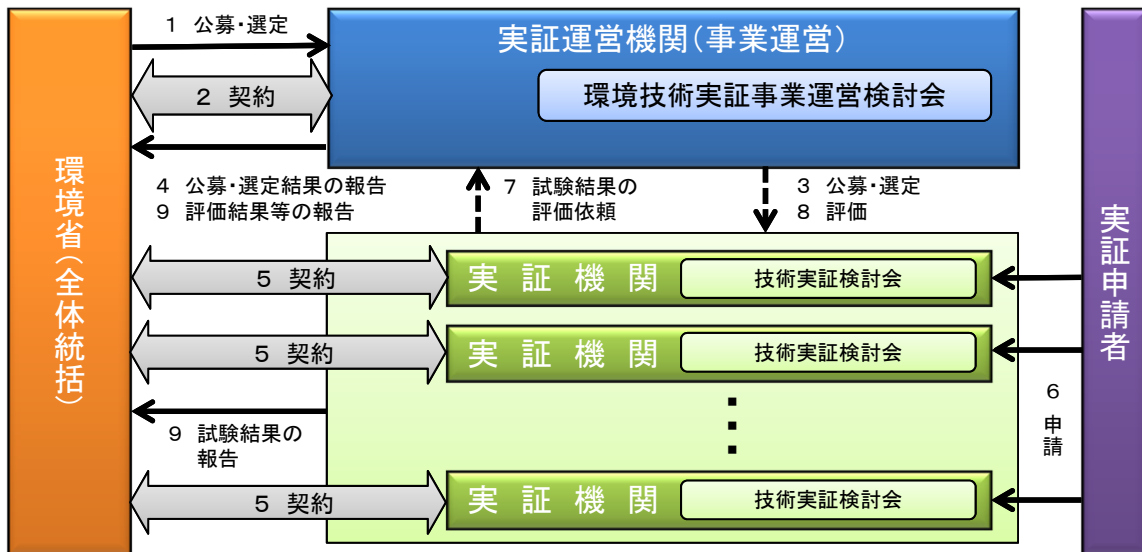 1 公募・選定
実証運営機関(事業運営)
2 契約
環境技術実証事業運営検討会
環境省(全体統括)
4 公募・選定結果の報告
9 評価結果等の報告
7 試験結果の
評価依頼
3 公募・選定
8 評価
実証申請者
5 契約
実証機関
技術実証検討会
5 契約
実証機関
技術実証検討会
6
申請
9 試験結果の
報告
5 契約
実証機関
技術実証検討会